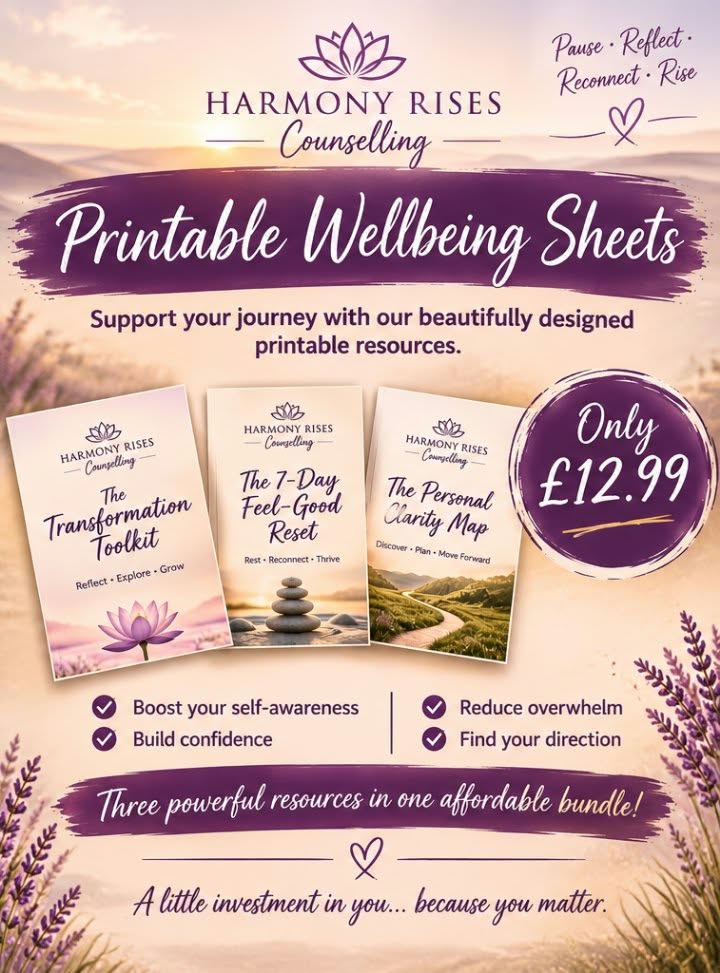 HARMONY RISES
Counselling
Pause · Reflect ·
Reconnect · Rise
Printable Wellbeing Sheets
Support your journey with our beautifully designed
printable resources.
HARMONY RISES
Counselling
The
Transformation
Toolkit
Reflect • Explore • Grow
HARMONY RISES
Counselling
The 7-Day
Feel-Good
Reset
Rest • Reconnect • Thrive
HARMONY RISES
Counselling
The Personal
Clarity Map
Discover • Plan • Move Forward
Only
£12.99
Boost your self-awareness
Build confidence
Reduce overwhelm
Find your direction
Three powerful resources in one affordable bundle!
A little investment in you... because you matter.